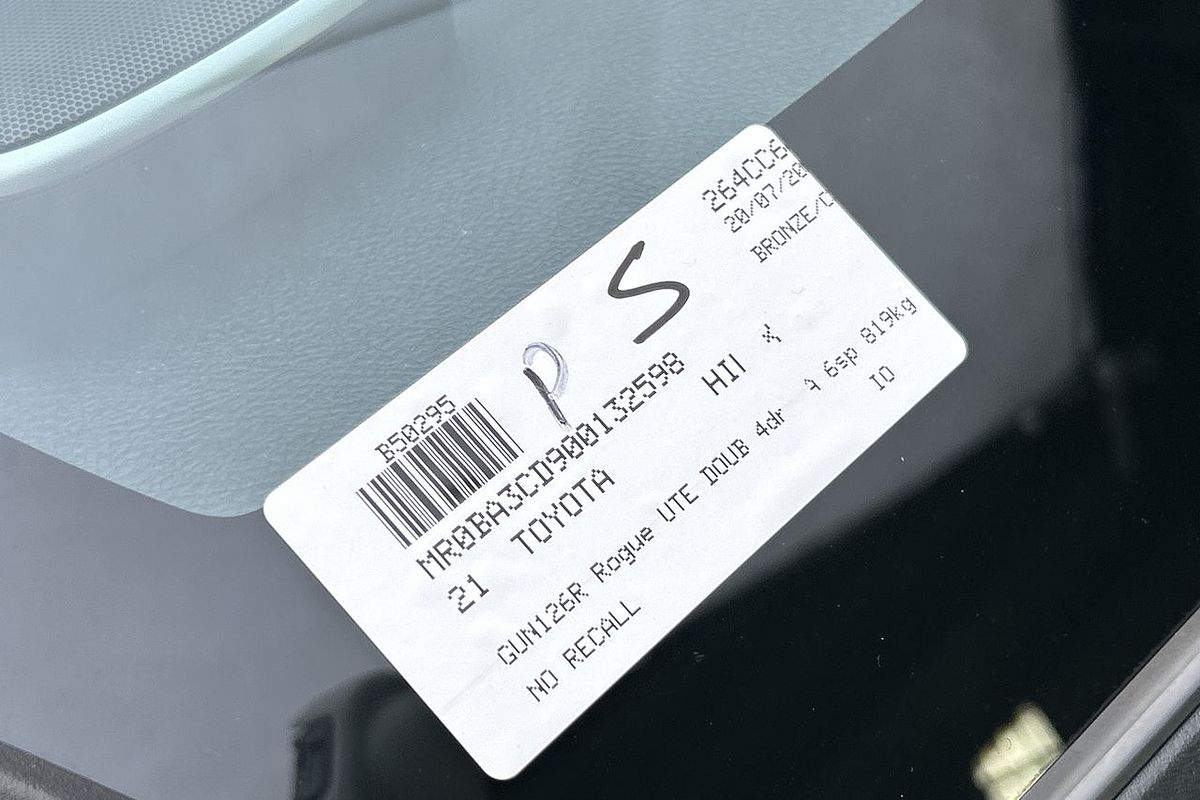 264CC6
20/07/20
BRONZE/C
S
P
B50295
MR0BA3CD900132598
21 TOYOTA
GUN126R Rogue UTE DOUB 4dr A 6sp 819kg
NO RECALL IO